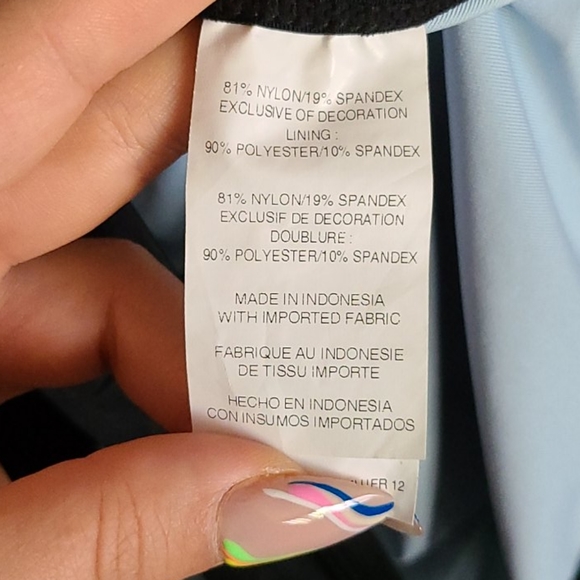 81% NYLON/19% SPANDEX
EXCLUSIVE OF DECORATION
LINING :
90% POLYESTER/10% SPANDEX
81% NYLON/19% SPANDEX
EXCLUSIF DE DECORATION
DOUBLURE :
90% POLYESTER/10% SPANDEX
MADE IN INDONESIA
WITH IMPORTED FABRIC
FABRIQUE AU INDONESIE
DE TISSU IMPORTE
HECHO EN INDONESIA
CON INSUMOS IMPORTADOS
12